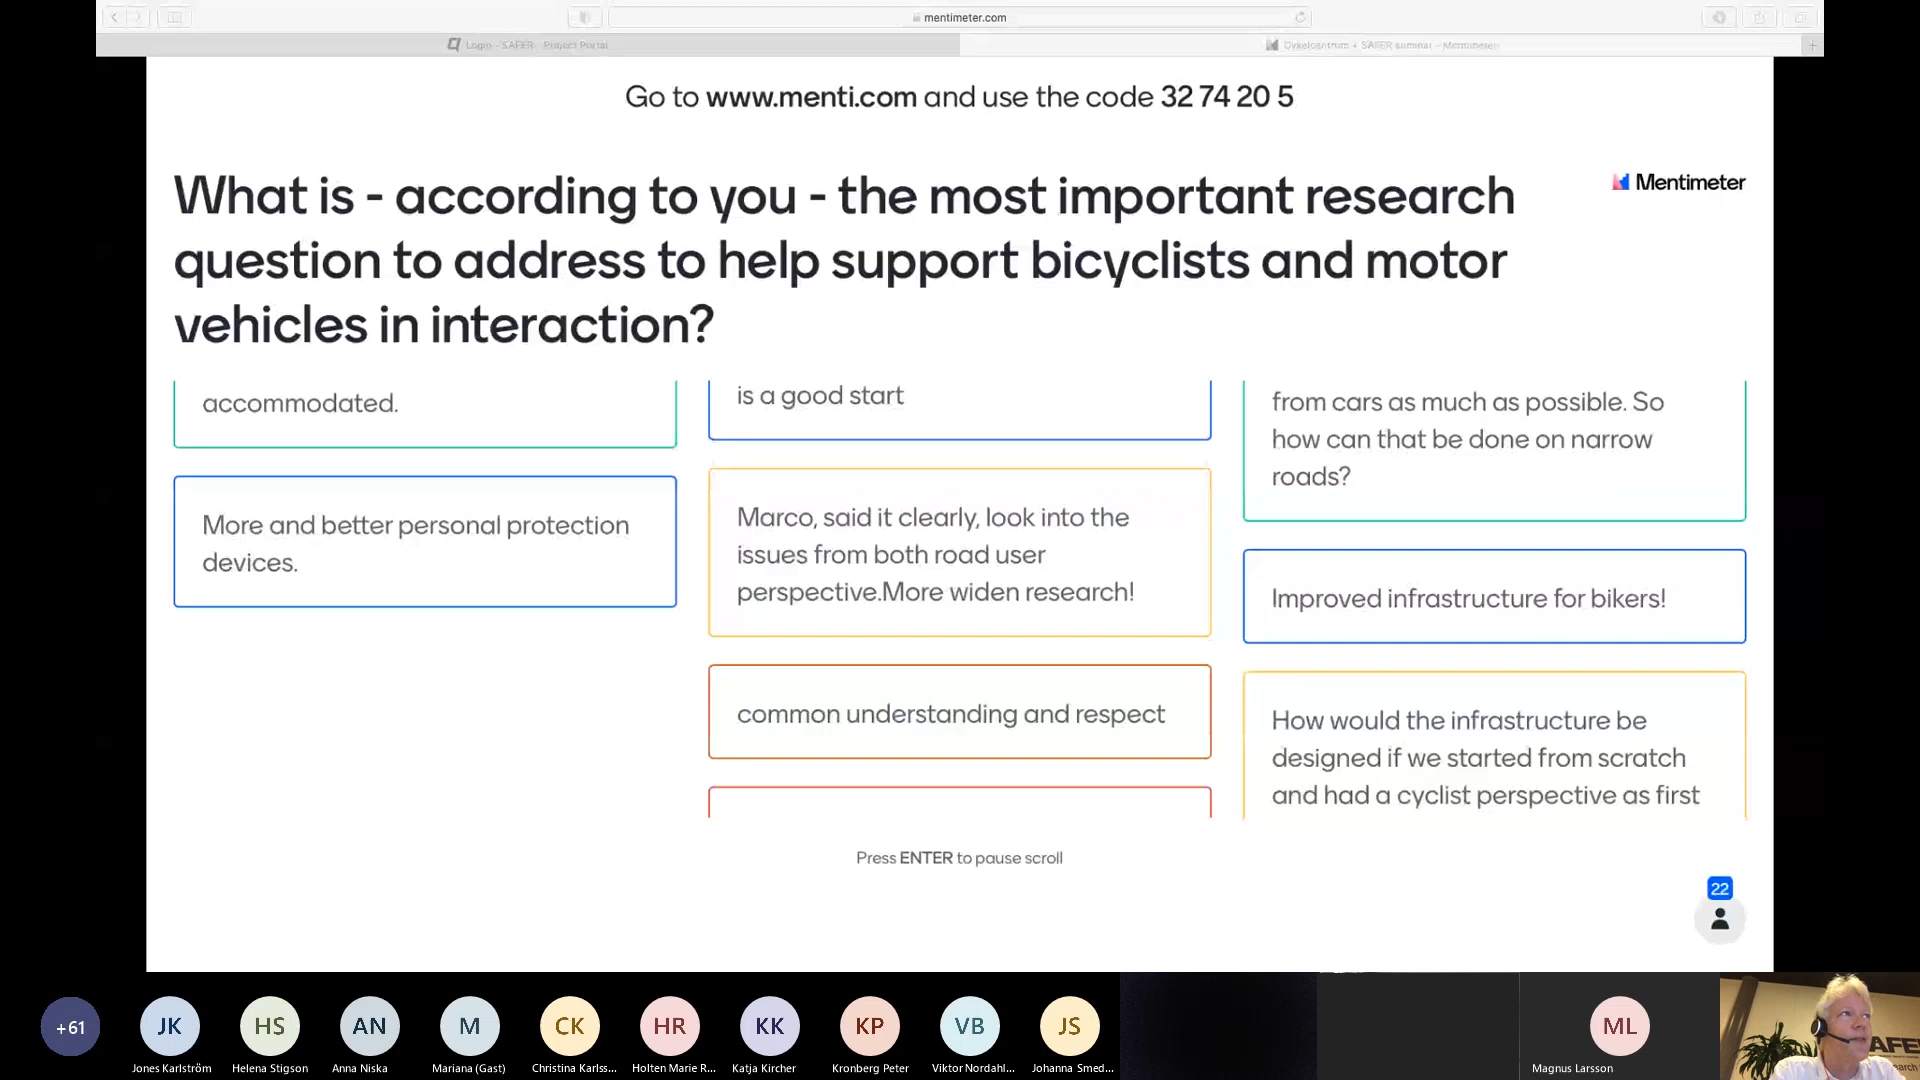 mentimeter.com
Login - SAFER - Project Portal
Cykelcentrum + SAFER seminar - Mentimeter
Go to www.menti.com and use the code 32 74 20 5
What is - according to you - the most important research
question to address to help support bicyclists and motor
vehicles in interaction?
Mentimeter
accommodated.
More and better personal protection
devices.
is a good start
Marco, said it clearly, look into the
issues from both road user
perspective.More widen research!
common understanding and respect
from cars as much as possible. So
how can that be done on narrow
roads?
Improved infrastructure for bikers!
How would the infrastructure be
designed if we started from scratch
and had a cyclist perspective as first
Press ENTER to pause scroll
22
+61
JK
HS
AN
M
CK
HR
KK
KP
VB
JS
ML
Jones Karlström
Helena Stigson
Anna Niska
Mariana (Gast)
Christina Karlss...
Holten Marie R...
Katja Kircher
Kronberg Peter
Viktor Nordahl...
Johanna Smed...
Magnus Larsson